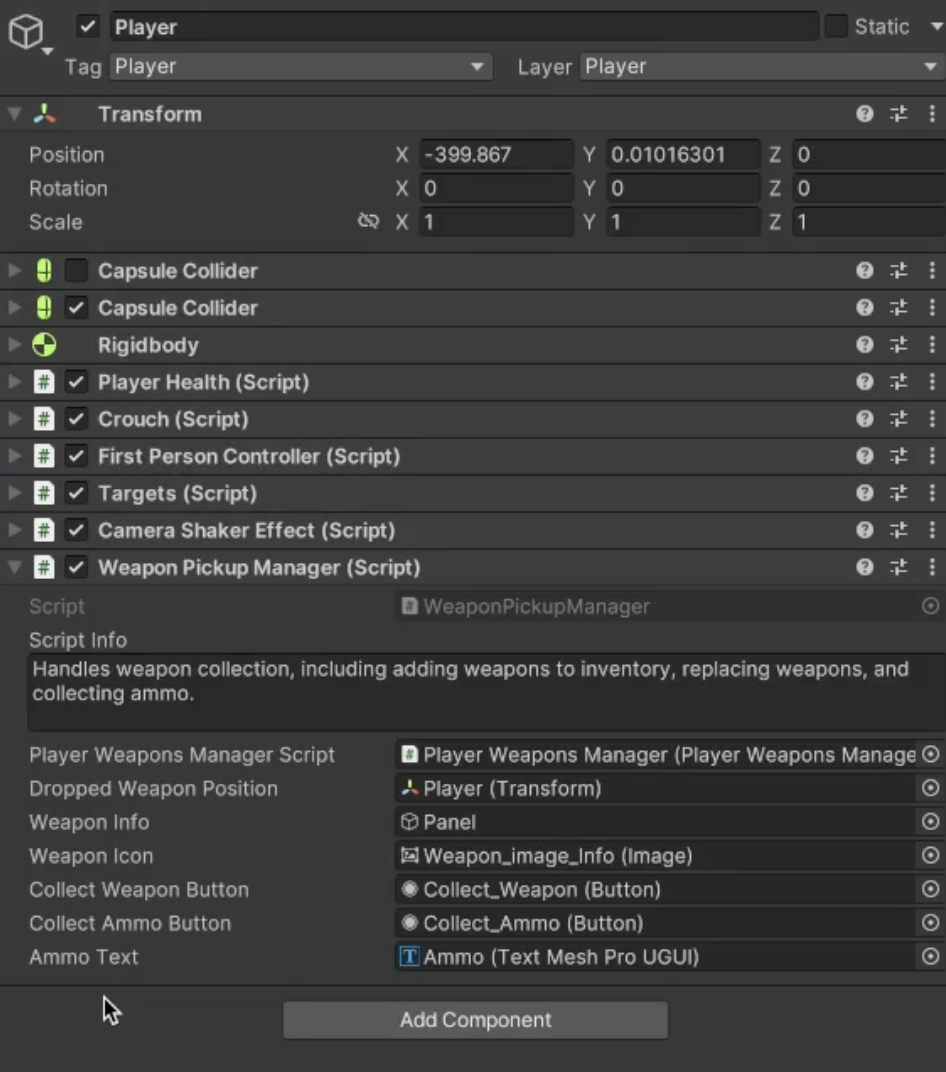 Player Static
Tag Player Layer Player
Transform
Position X -399.867 Y 0.01016301 Z 0
Rotation X 0 Y 0 Z 0
Scale X 1 Y 1 Z 1
Capsule Collider
Capsule Collider
Rigidbody
# Player Health (Script)
# Crouch (Script)
# First Person Controller (Script)
# Targets (Script)
# Camera Shaker Effect (Script)
# Weapon Pickup Manager (Script)
Script # WeaponPickupManager
Script Info
Handles weapon collection, including adding weapons to inventory, replacing weapons, and
collecting ammo.
Player Weapons Manager Script # Player Weapons Manager (Player Weapons Manage
Dropped Weapon Position Player (Transform)
Weapon Info Panel
Weapon Icon Weapon_image_Info (Image)
Collect Weapon Button Collect_Weapon (Button)
Collect Ammo Button Collect_Ammo (Button)
Ammo Text T Ammo (Text Mesh Pro UGUI)
Add Component